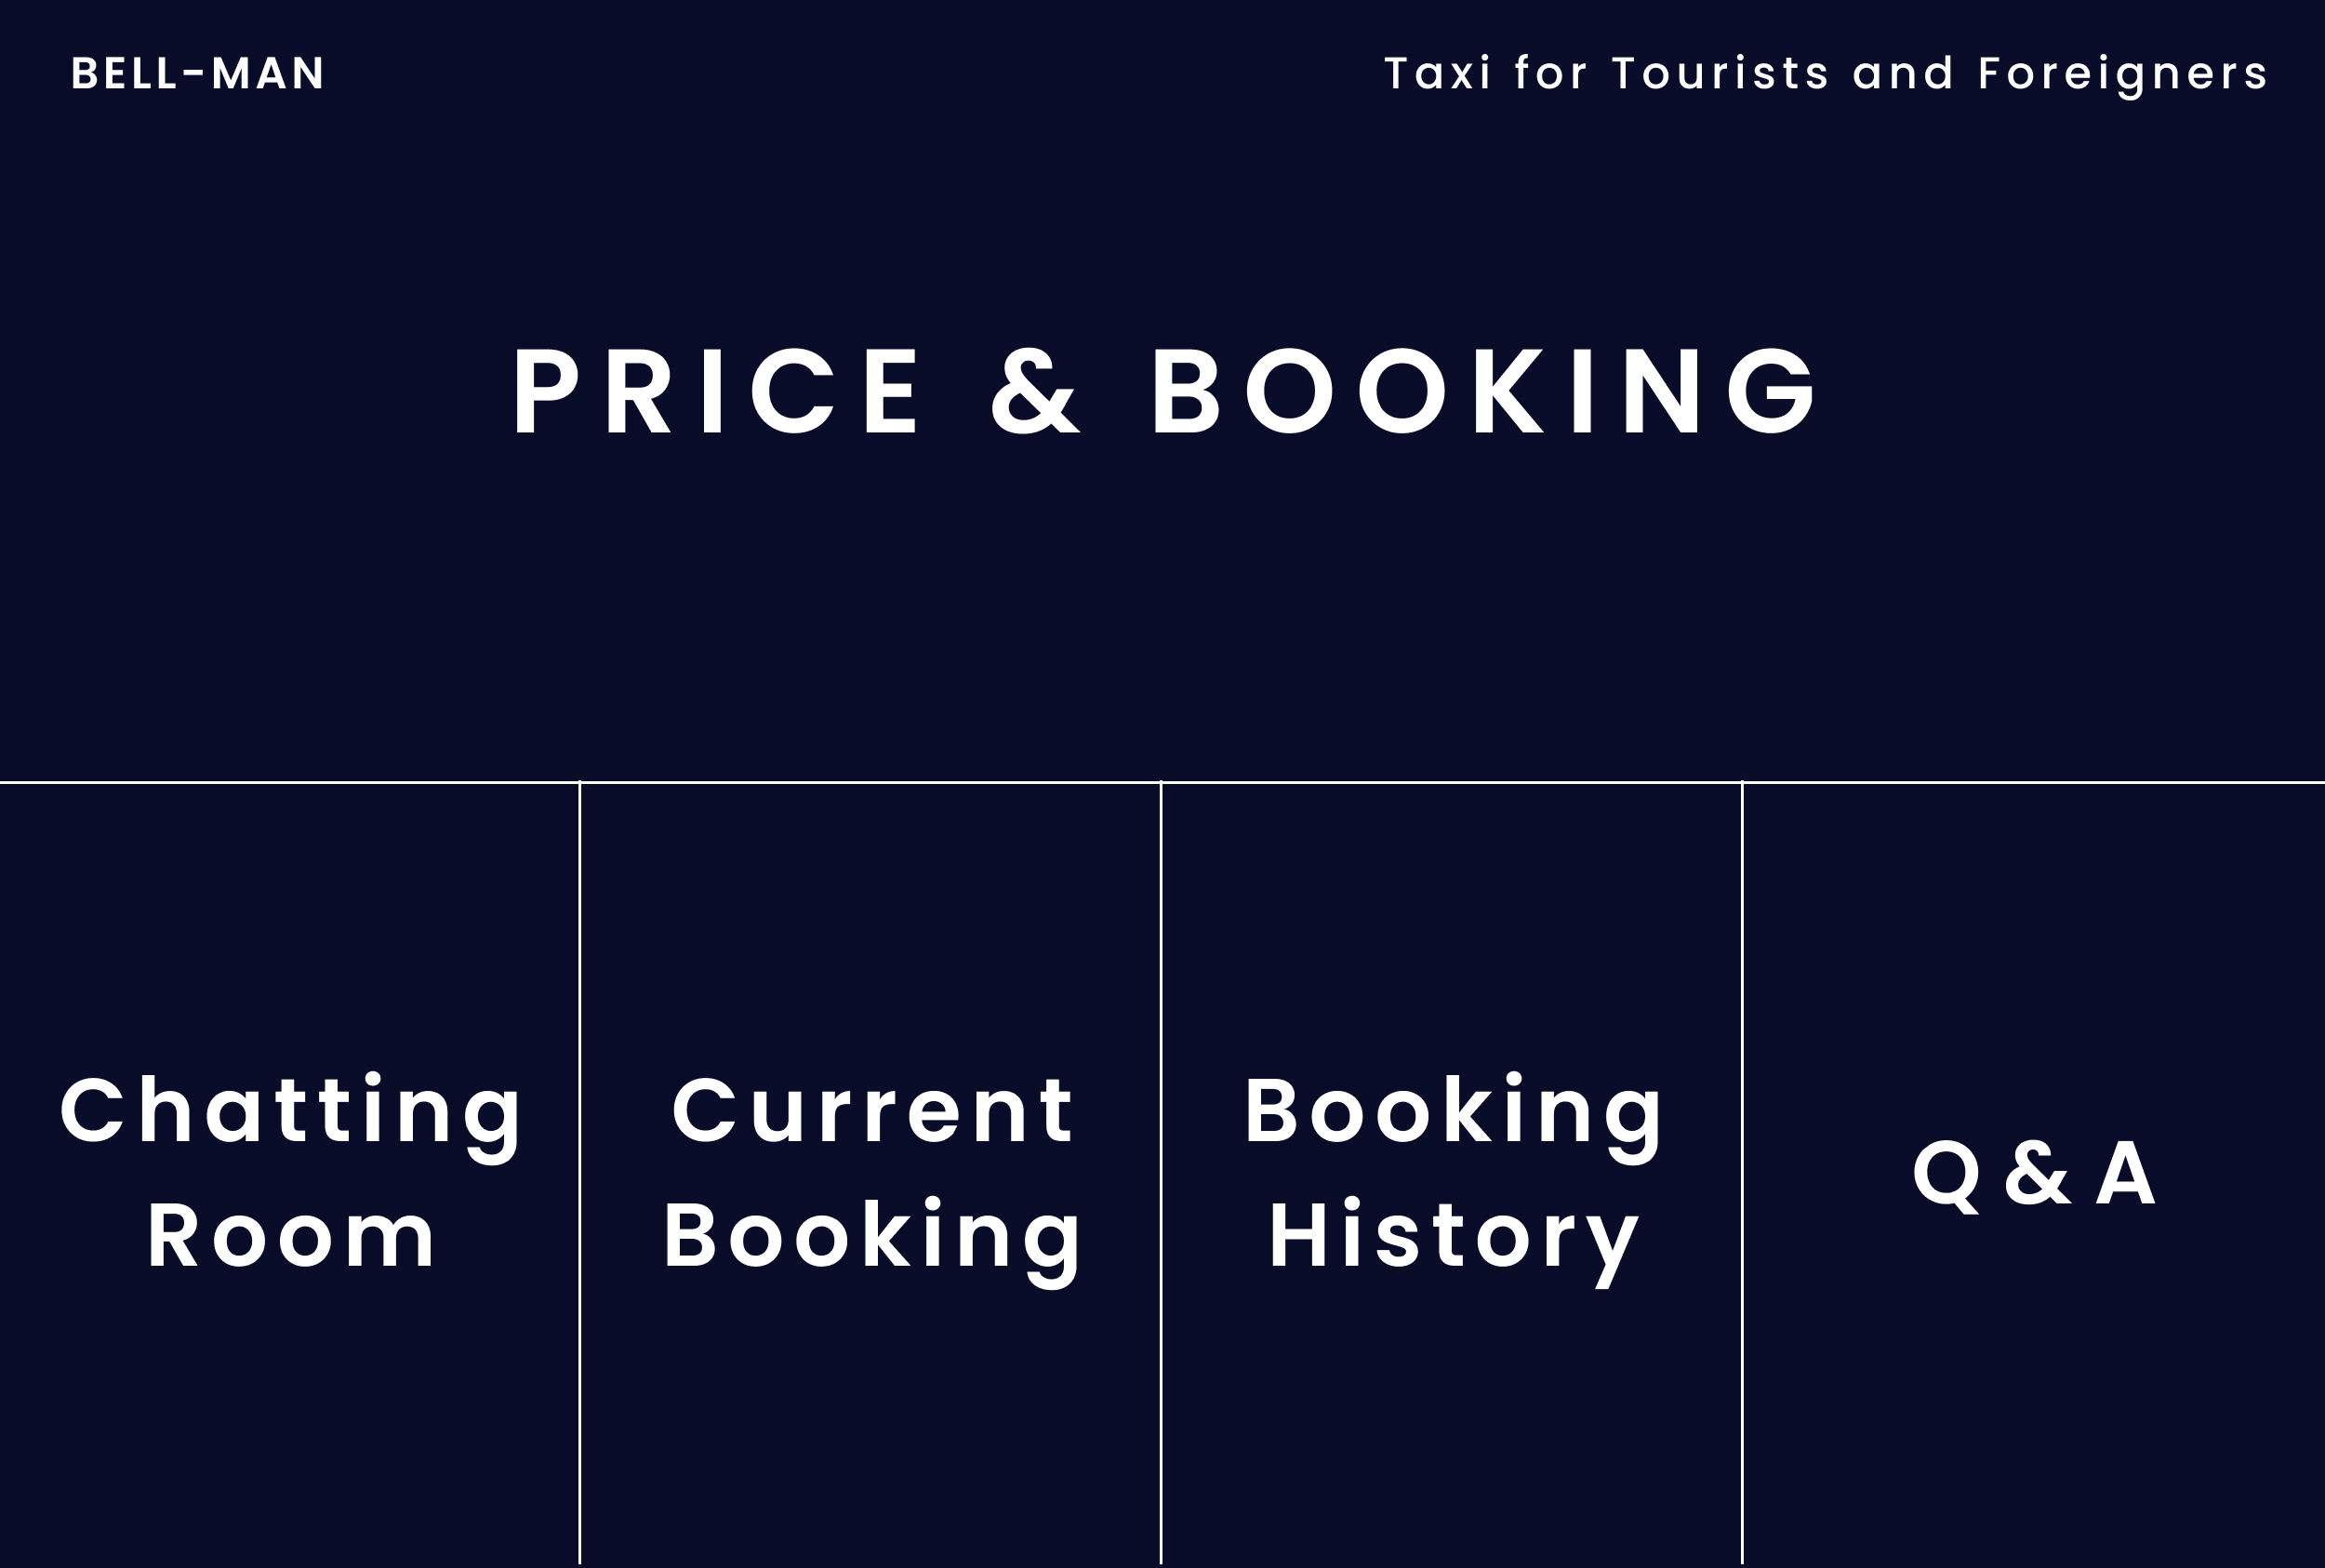 BELL-MAN
Taxi for Tourists and Foreigners
PRICE & BOOKING
Chatting
Room
Current
Booking
Booking
History
Q&A